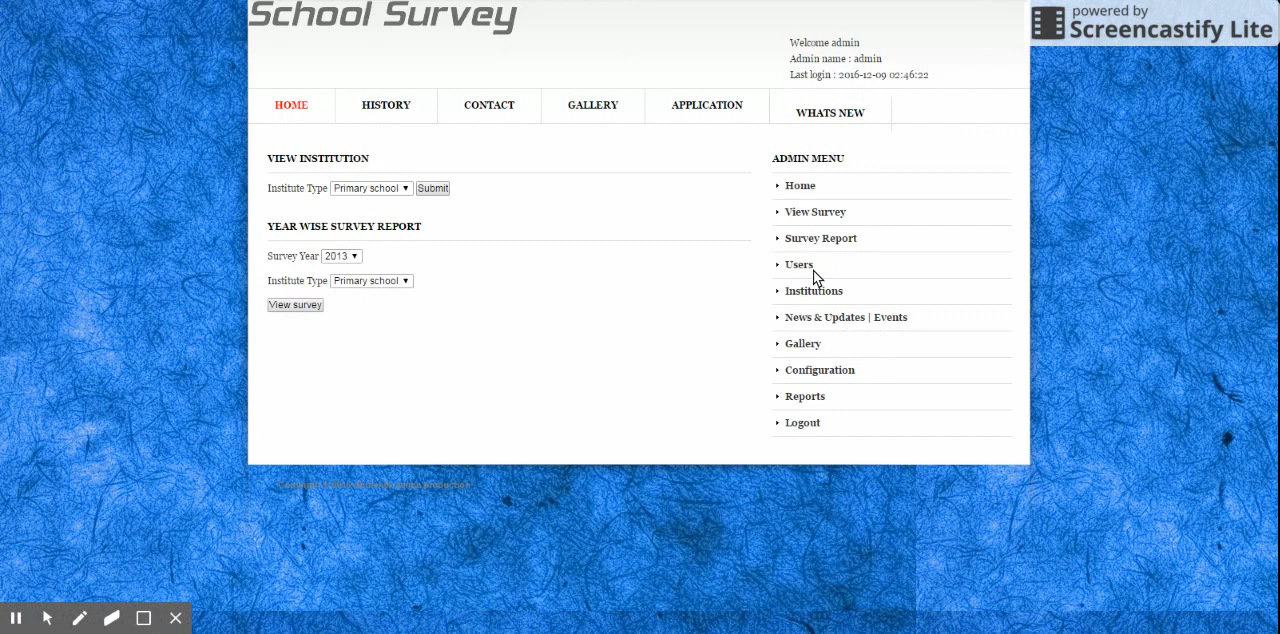 School Survey
powered by
Screencastify Lite
Welcome admin
Admin name : admin
Last login : 2016-12-09 02:46:22
HOME
HISTORY
CONTACT
GALLERY
APPLICATION
WHATS NEW
VIEW INSTITUTION
Institute Type Primary school Submit
YEAR WISE SURVEY REPORT
Survey Year 2013
Institute Type Primary school
View survey
ADMIN MENU
Home
View Survey
Survey Report
Users
Institutions
News & Updates | Events
Gallery
Configuration
Reports
Logout